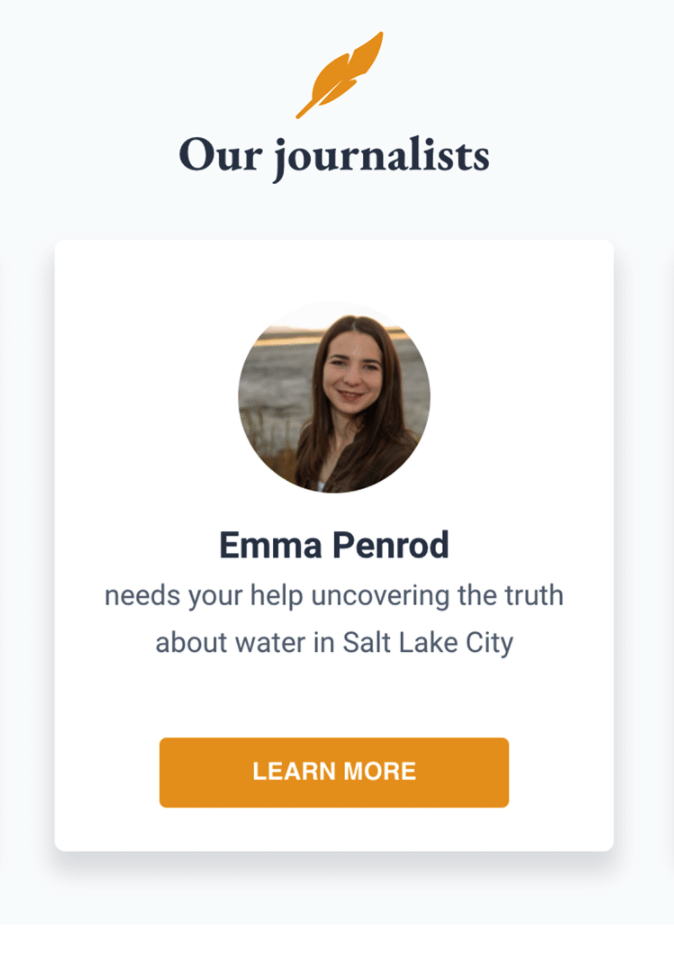 Our journalists
Emma Penrod
needs your help uncovering the truth
about water in Salt Lake City
LEARN MORE